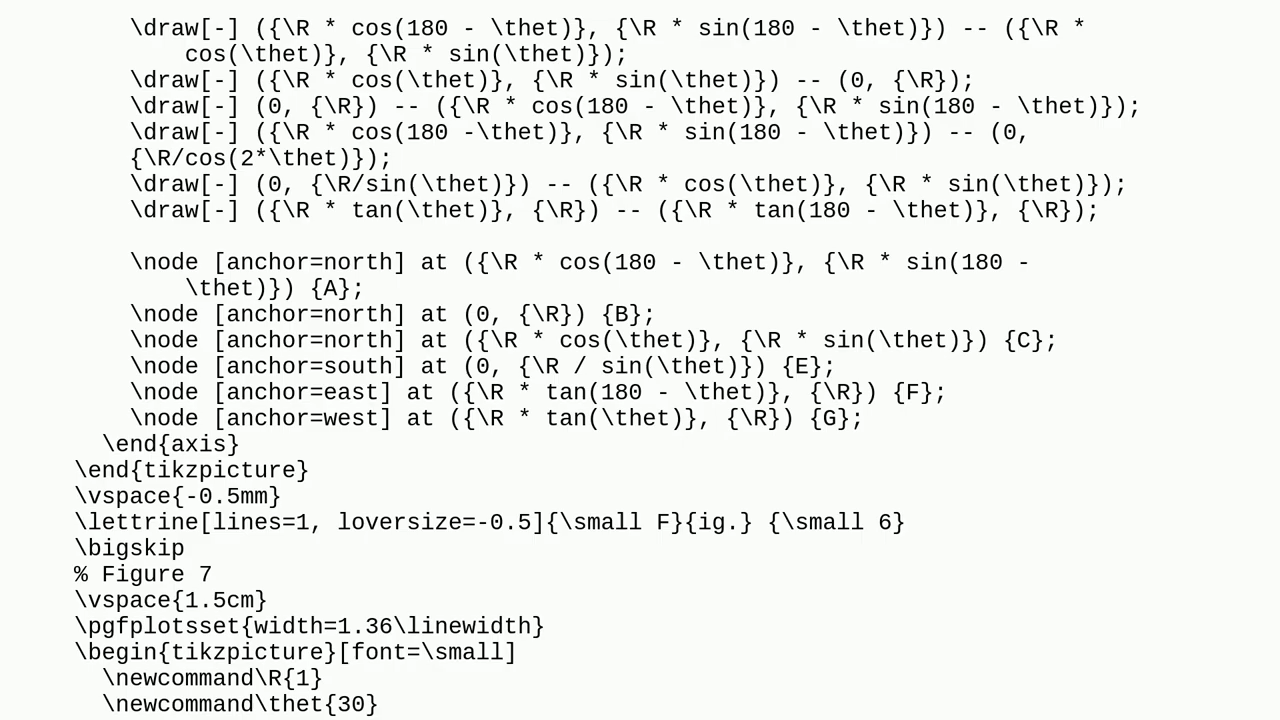 \draw[-] ({\R * cos(180 - \thet)}, {\R * sin(180 - \thet)}) -- ({\R *
cos(\thet)}, {\R * sin(\thet)});
\draw[-] ({\R * cos(\thet)}, {\R * sin(\thet)}) -- (0, {\R});
\draw[-] (0, {\R}) -- ({\R * cos(180 - \thet)}, {\R * sin(180 - \thet)});
\draw[-] ({\R * cos(180 -\thet)}, {\R * sin(180 - \thet)}) -- (0,
{\R/cos(2*\thet)});
\draw[-] (0, {\R/sin(\thet)}) -- ({\R * cos(\thet)}, {\R * sin(\thet)});
\draw[-] ({\R * tan(\thet)}, {\R}) -- ({\R * tan(180 - \thet)}, {\R});
\node [anchor=north] at ({\R * cos(180 - \thet)}, {\R * sin(180 -
\thet)}) {A};
\node [anchor=north] at (0, {\R}) {B};
\node [anchor=north] at ({\R * cos(\thet)}, {\R * sin(\thet)}) {C};
\node [anchor=south] at (0, {\R / sin(\thet)}) {E};
\node [anchor=east] at ({\R * tan(180 - \thet)}, {\R}) {F};
\node [anchor=west] at ({\R * tan(\thet)}, {\R}) {G};
\end{axis}
\end{tikzpicture}
\vspace{-0.5mm}
\lettrine[lines=1, loversize=-0.5]{\small F}{ig.} {\small 6}
\bigskip
% Figure 7
\vspace{1.5cm}
\pgfplotsset{width=1.36\linewidth}
\begin{tikzpicture}[font=\small]
\newcommand\R{1}
\newcommand\thet{30}